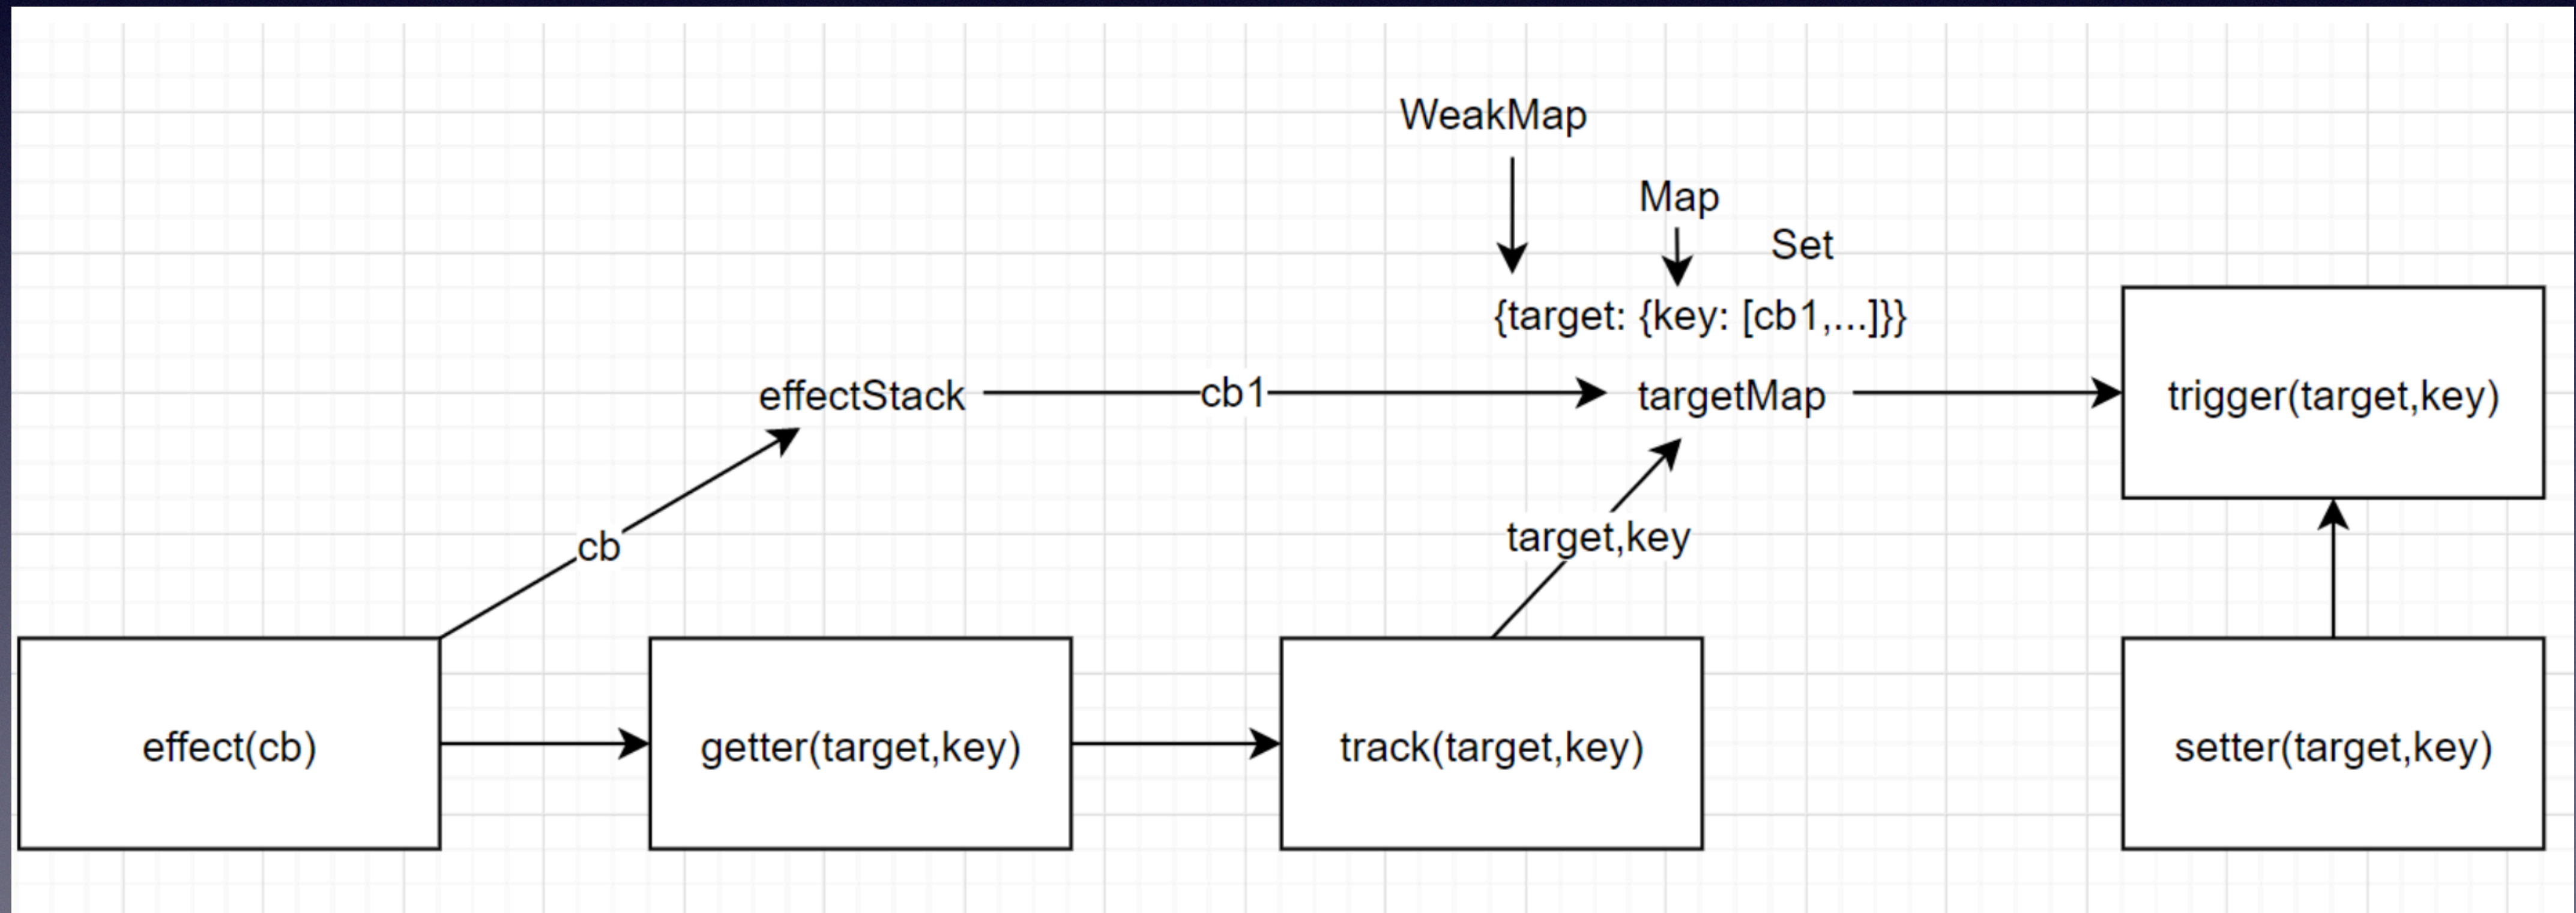 WeakMap
Map
Set
{target: {key: [cb1,...]}}
effectStack
cb1
targetMap
trigger(target,key)
cb
target,key
effect(cb)
getter(target,key)
track(target,key)
setter(target,key)